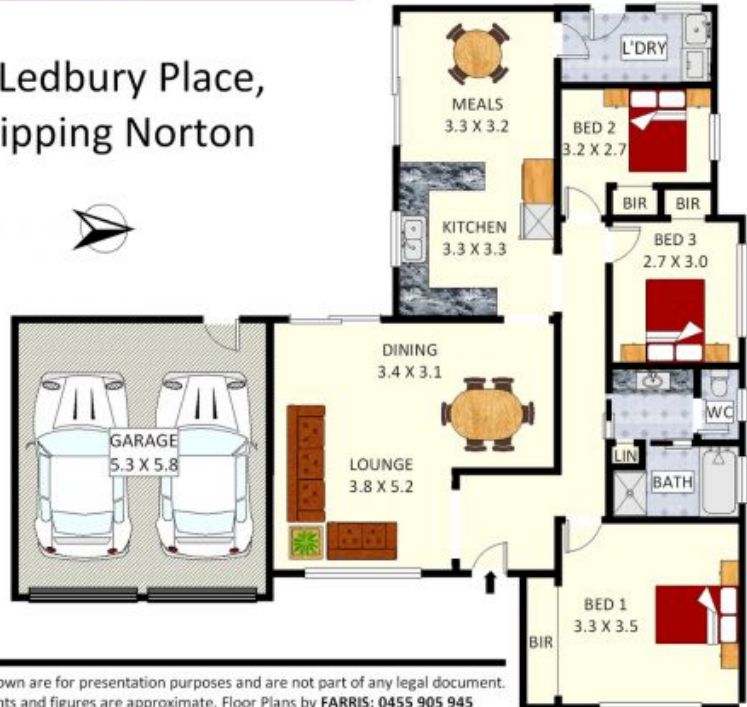 Ledbury Place,
ipping Norton
L'DRY
MEALS
3.3 X 3.2
BED 2
3.2 X 2.7
BIR
BIR
KITCHEN
3.3 X 3.3
BED 3
2.7 X 3.0
DINING
3.4 X 3.1
WC
GARAGE
5.3 X 5.8
LOUNGE
3.8 X 5.2
LIN
BATH
BED 1
3.3 X 3.5
BIR
own are for presentation purposes and are not part of any legal document.
nts and figures are approximate. Floor Plans by FARRIS: 0455 905 945